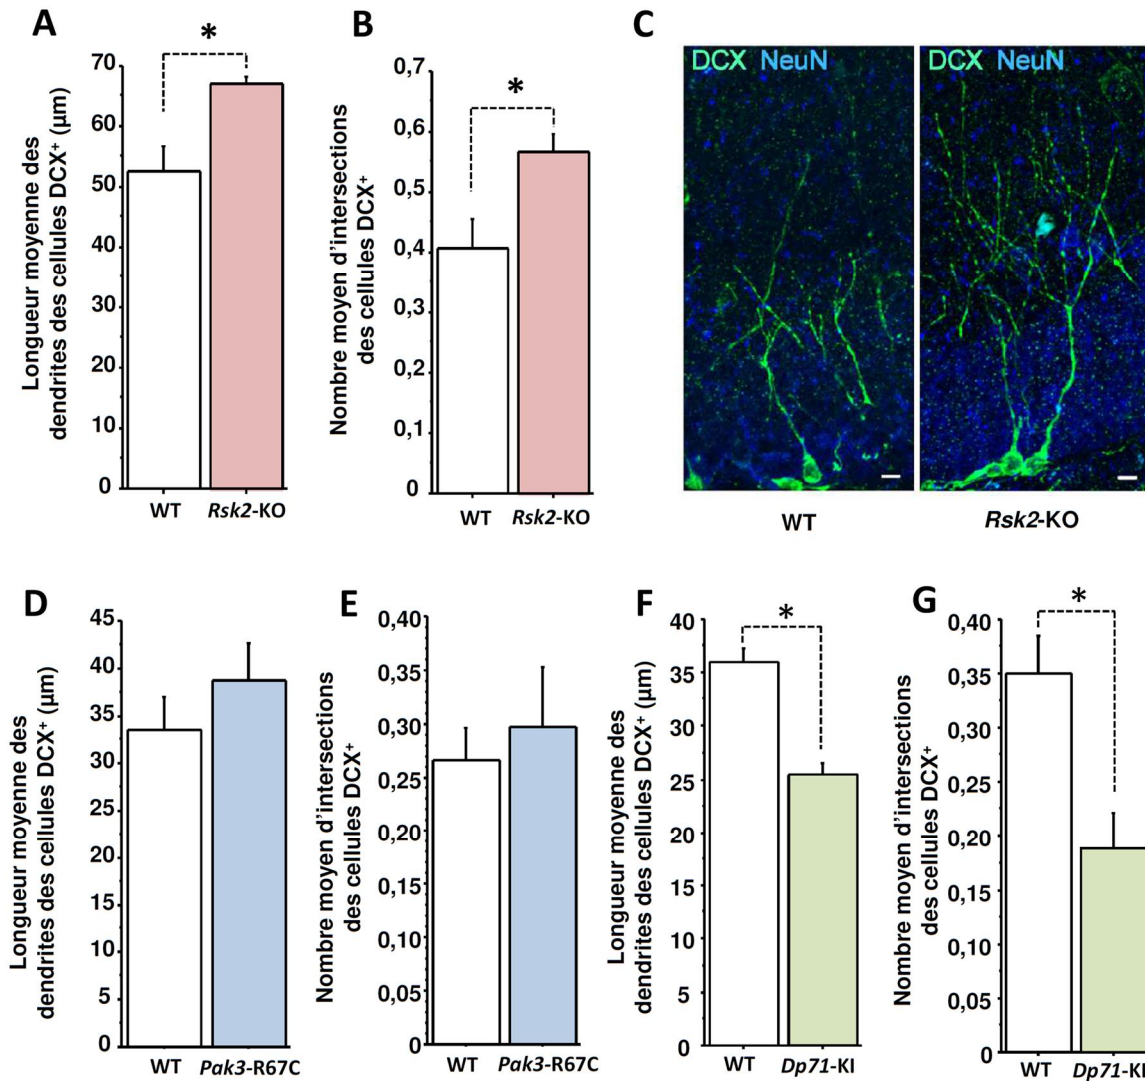 A
Longueur moyenne des
dendrites des cellules DCX⁺ (µm)
70
60
50
40
30
20
10
0
*
WT
Rsk2-KO
B
Nombre moyen d'intersections
des cellules DCX⁺
0,7
0,6
0,5
0,4
0,3
0,2
0,1
0
*
WT
Rsk2-KO
C
DCX NeuN
DCX NeuN
WT
Rsk2-KO
D
Longueur moyenne des
dendrites des cellules DCX⁺ (µm)
45
40
35
30
25
20
15
10
5
0
WT
Pak3-R67C
E
Nombre moyen d'intersections
des cellules DCX⁺
0,40
0,35
0,30
0,25
0,20
0,15
0,10
0,05
0
WT
Pak3-R67C
F
Longueur moyenne des
dendrites des cellules DCX⁺ (µm)
40
35
30
25
20
15
10
5
0
*
WT
Dp71-KI
G
Nombre moyen d'intersections
des cellules DCX⁺
0,40
0,35
0,30
0,25
0,20
0,15
0,10
0,05
0
*
WT
Dp71-KI